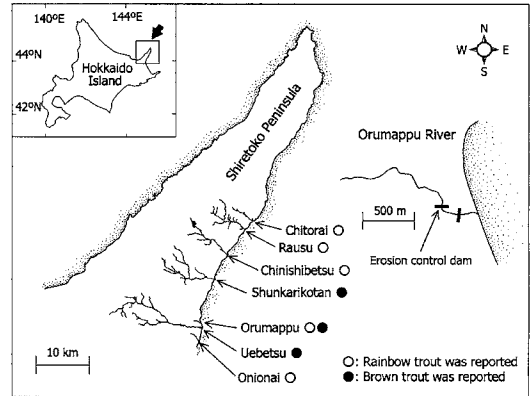 140ºE 144ºE
44ºN
Hokkaido
Island
42ºN
N
W E
S
Shiretoko Peninsula
Orumappu River
500 m
Erosion control dam
Chitorai ○
Rausu ○
Chinishibetsu ○
Shunkarikotan ●
Orumappu ○●
Uebetsu ●
Onionai ○
10 km
○: Rainbow trout was reported
●: Brown trout was reported